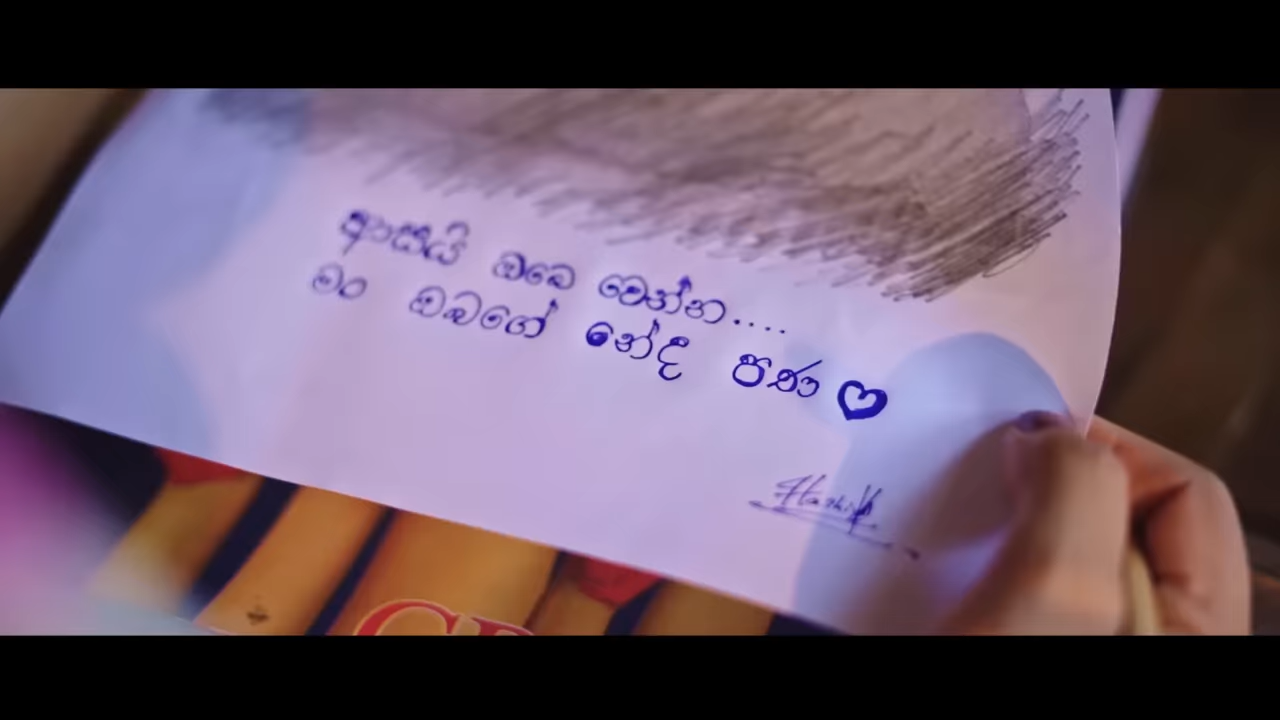 ආසයි ඔබෙ වෙන්න....
මං ඔබගේ නේද පණ